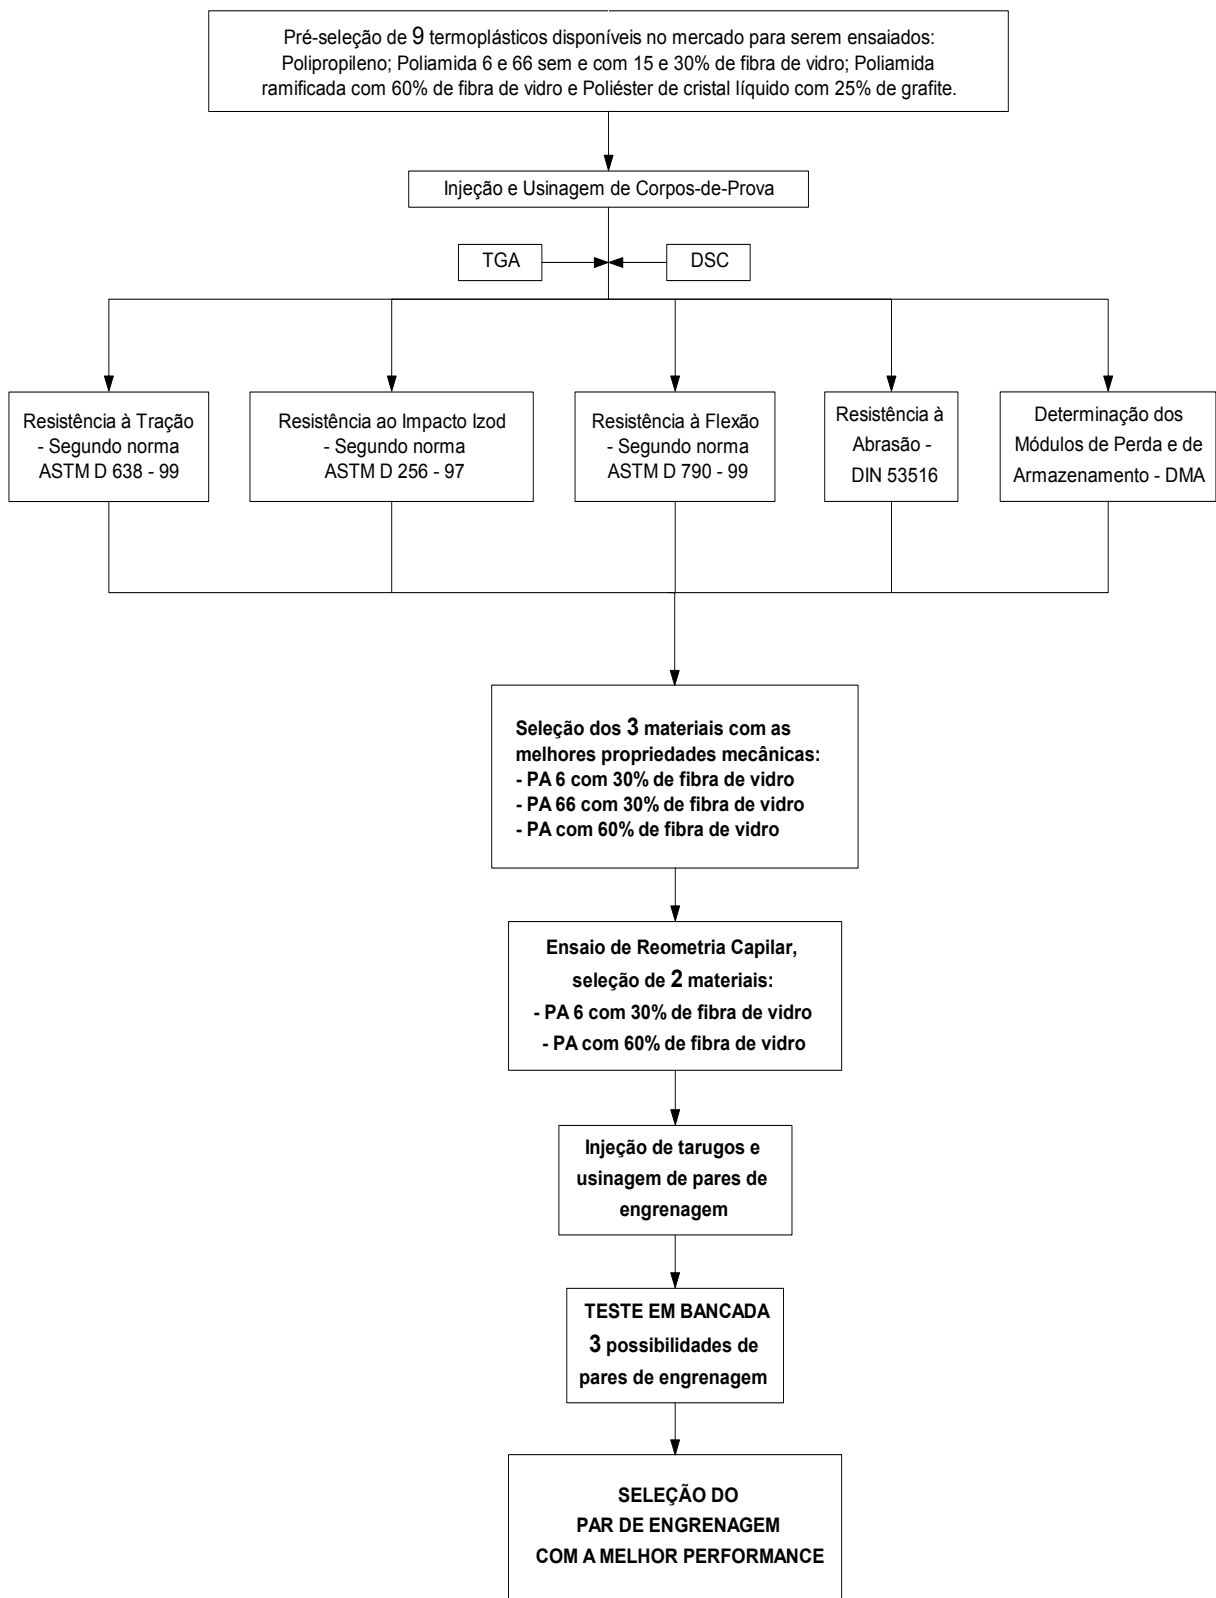 Pré-seleção de 9 termoplásticos disponíveis no mercado para serem ensaiados:
Polipropileno; Poliamida 6 e 66 sem e com 15 e 30% de fibra de vidro; Poliamida
ramificada com 60% de fibra de vidro e Poliéster de cristal líquido com 25% de grafite.
Injeção e Usinagem de Corpos-de-Prova
TGA
DSC
Resistência à Tração
- Segundo norma
ASTM D 638 - 99
Resistência ao Impacto Izod
- Segundo norma
ASTM D 256 - 97
Resistência à Flexão
- Segundo norma
ASTM D 790 - 99
Resistência à
Abrasão -
DIN 53516
Determinação dos
Módulos de Perda e de
Armazenamento - DMA
Seleção dos 3 materiais com as
melhores propriedades mecânicas:
- PA 6 com 30% de fibra de vidro
- PA 66 com 30% de fibra de vidro
- PA com 60% de fibra de vidro
Ensaio de Reometria Capilar,
seleção de 2 materiais:
- PA 6 com 30% de fibra de vidro
- PA com 60% de fibra de vidro
Injeção de tarugos e
usinagem de pares de
engrenagem
TESTE EM BANCADA
3 possibilidades de
pares de engrenagem
SELEÇÃO DO
PAR DE ENGRENAGEM
COM A MELHOR PERFORMANCE